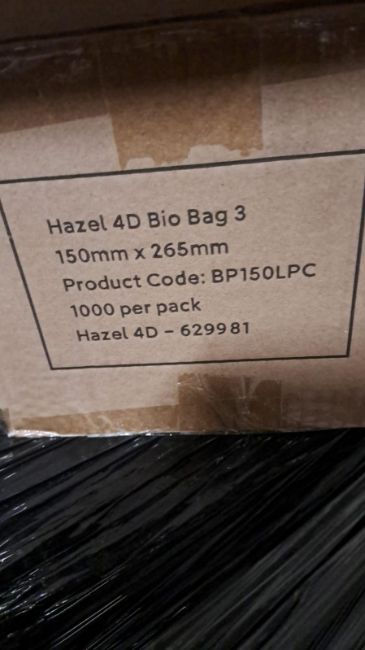 Hazel 4D Bio Bag 3
150mm x 265mm
Product Code: BP150LPC
1000 per pack
Hazel 4D – 629981